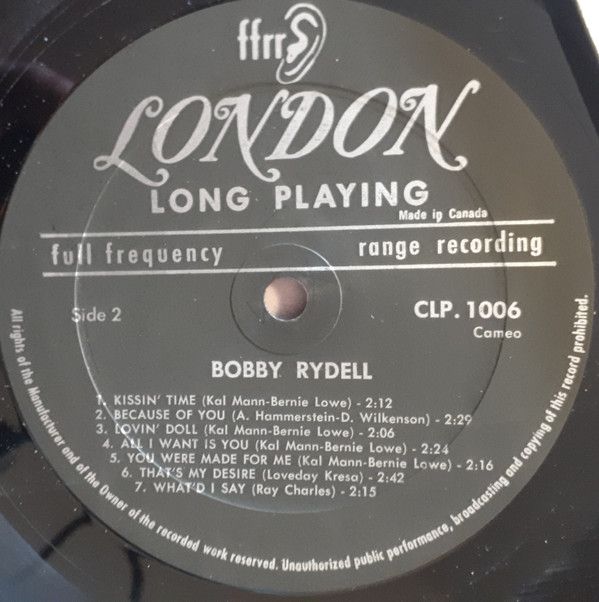 ffrr
LONDON
LONG PLAYING
Made in Canada
full frequency range recording
Side 2
CLP. 1006
Cameo
BOBBY RYDELL
1. KISSIN' TIME (Kal Mann-Bernie Lowe) - 2:12
2. BECAUSE OF YOU (A. Hammerstein-D. Wilkenson) - 2:29
3. LOVIN' DOLL (Kal Mann-Bernie Lowe) - 2:06
4. ALL I WANT IS YOU (Kal Mann-Bernie Lowe) - 2:24
5. YOU WERE MADE FOR ME (Kal Mann-Bernie Lowe) - 2:16
6. THAT'S MY DESIRE (Loveday Kresa) - 2:42
7. WHAT'D I SAY (Ray Charles) - 2:15
All rights of the Manufacturer and of the Owner of the recorded work reserved. Unauthorized public performance, broadcasting and copying of this record prohibited.